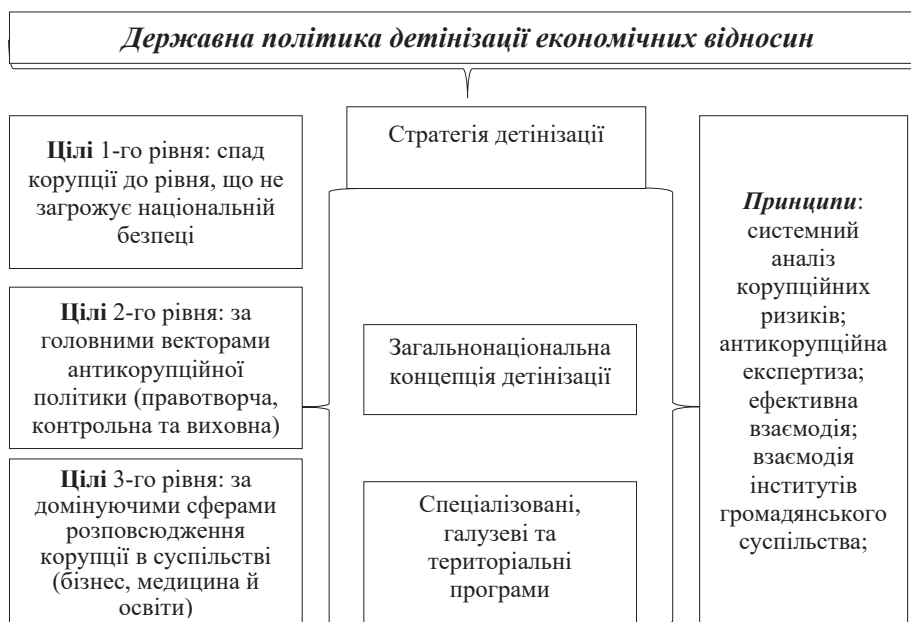 Державна політика детінізації економічних відносин
Цілі 1-го рівня: спад
корупції до рівня, що не
загрожує національній
безпеці
Цілі 2-го рівня: за
головними векторами
антикорупційної
політики (правотворча,
контрольна та виховна)
Цілі 3-го рівня: за
домінуючими сферами
розповсюдження
корупції в суспільстві
(бізнес, медицина й
освіти)
Стратегія детінізації
Загальнонаціональна
концепція детінізації
Спеціалізовані,
галузеві та
територіальні
програми
Принципи:
системний
аналіз
корупційних
ризиків;
антикорупційна
експертиза;
ефективна
взаємодія;
взаємодія
інститутів
громадянського
суспільства;